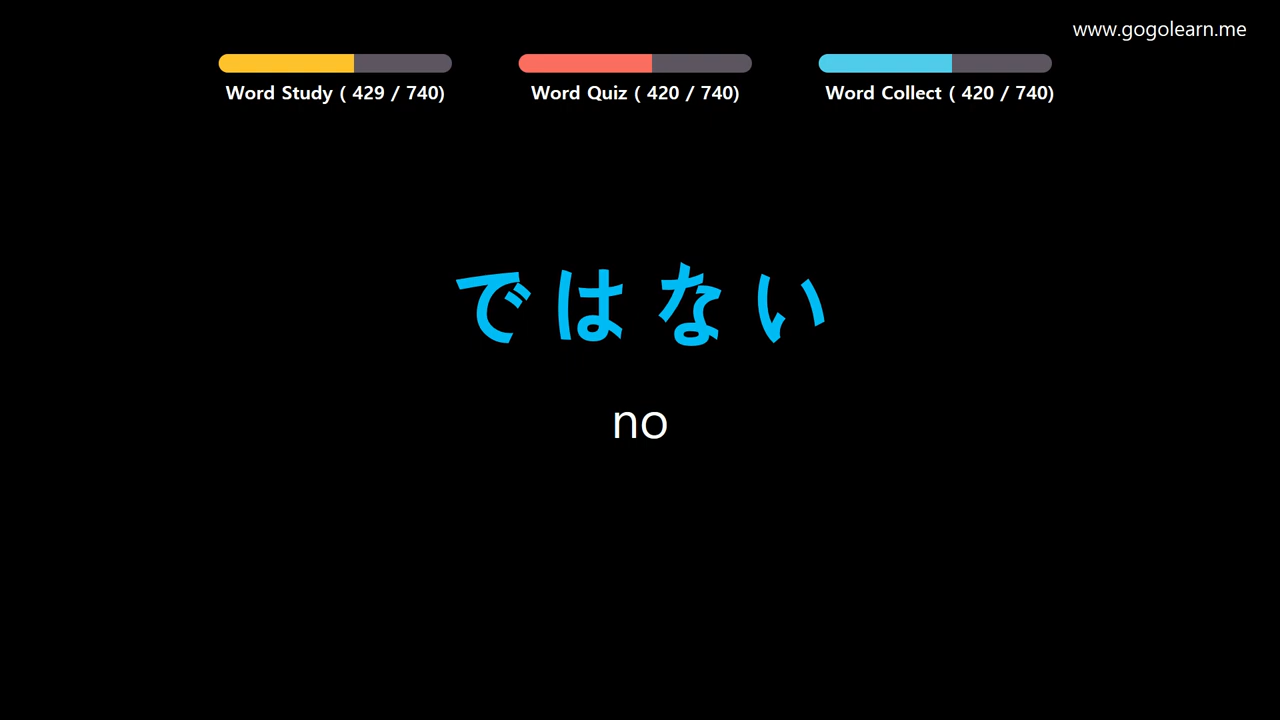 www.gogolearn.me
Word Study ( 429 / 740)
Word Quiz ( 420 / 740)
Word Collect ( 420 / 740)
ではない
no